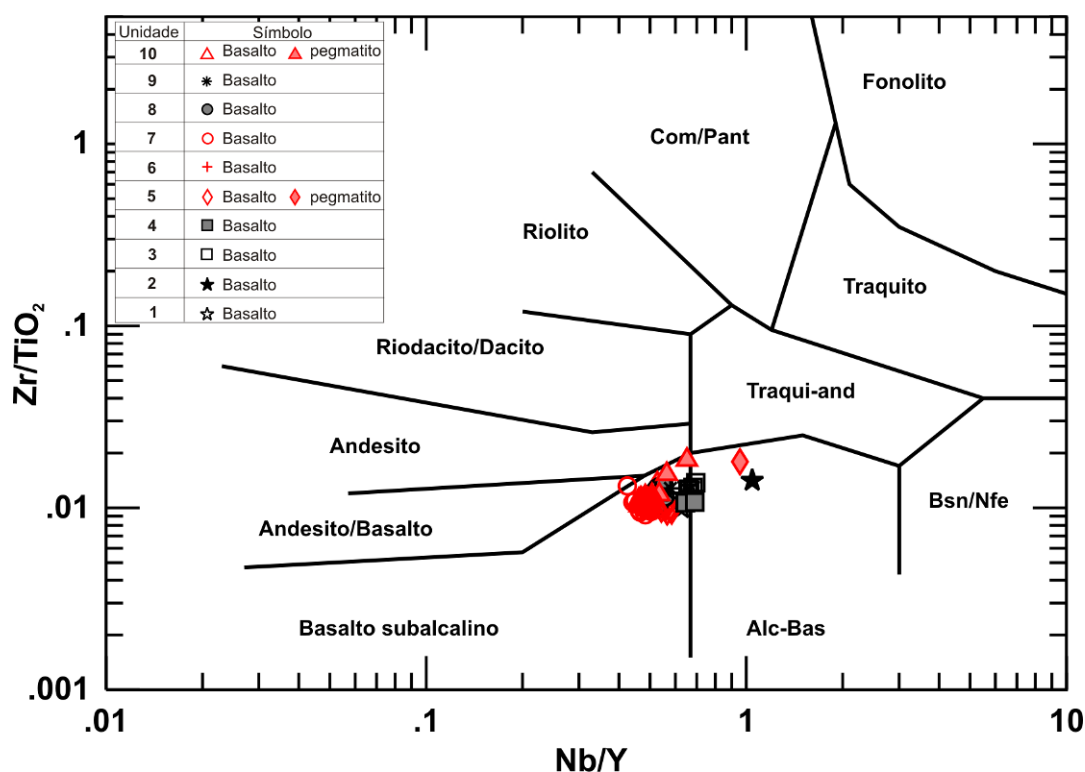 Unidade Símbolo
10 Basalto pegmatito
9 Basalto
8 Basalto
7 Basalto
6 Basalto
5 Basalto pegmatito
4 Basalto
3 Basalto
2 Basalto
1 Basalto
Fonolito
Com/Pant
Riolito
Traquito
Riodacito/Dacito
Traqui-and
Andesito
Bsn/Nfe
Andesito/Basalto
Basalto subalcalino
Alc-Bas
Zr/TiO₂
1
.1
.01
.001
.01 .1 1 10
Nb/Y